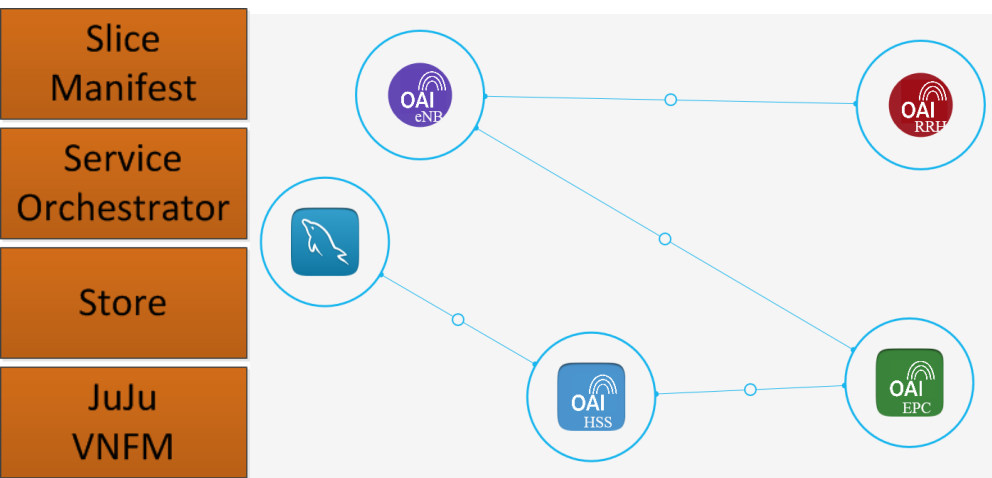 Slice
Manifest
Service
Orchestrator
Store
JuJu
VNFM
OAI
eNB
OAI
RRH
OAI
HSS
OAI
EPC